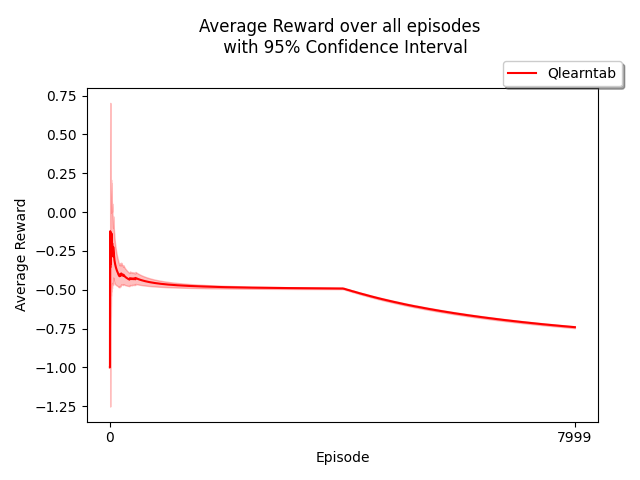 Average Reward over all episodes
with 95% Confidence Interval
Qlearntab
0.75
0.50
0.25
0.00
−0.25
−0.50
−0.75
−1.00
−1.25
Average Reward
0 7999
Episode